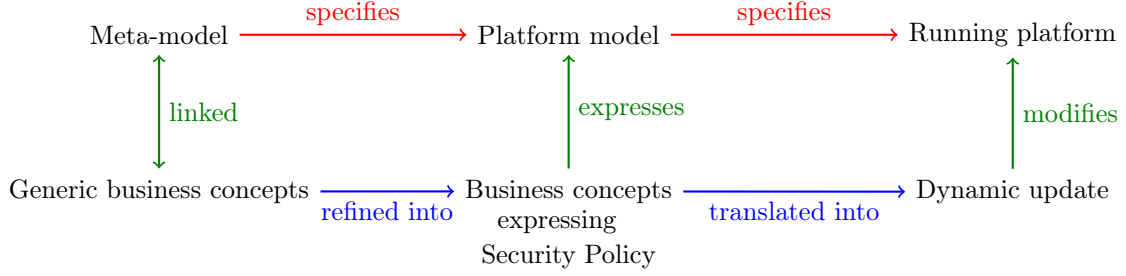 specifies
specifies
Meta-model
Platform model
Running platform
linked
expresses
modifies
Generic business concepts
Business concepts
Dynamic update
refined into
translated into
expressing
Security Policy